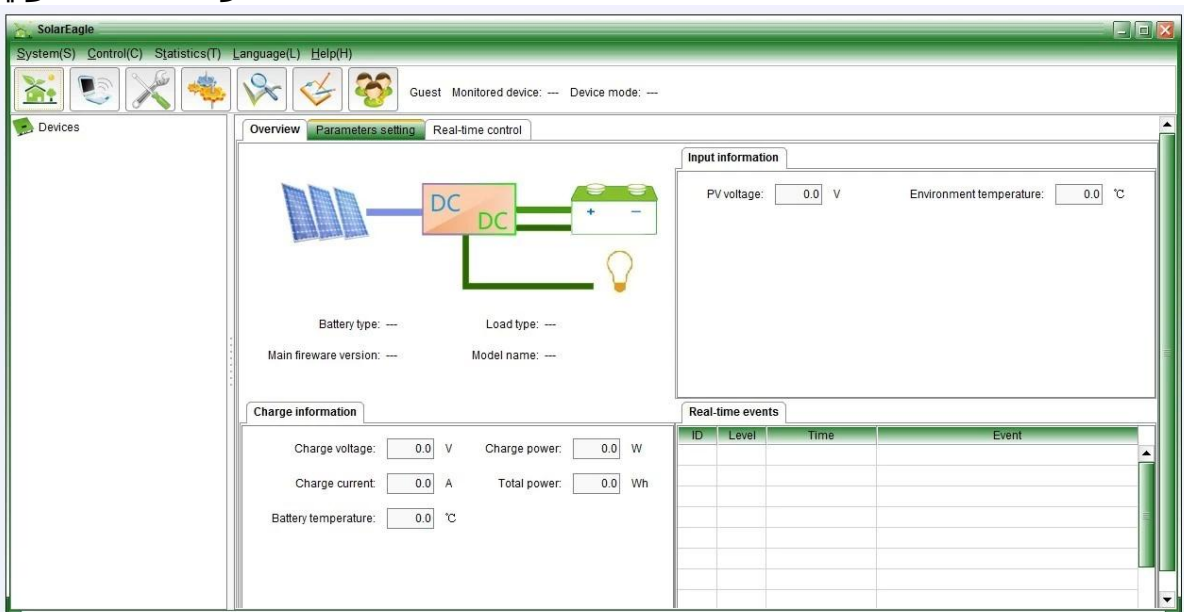 SolarEagle
System(S) Control(C) Statistics(T) Language(L) Help(H)
Guest Monitored device: --- Device mode: ---
Devices
Overview Parameters setting Real-time control
DC
DC
+ −
Battery type: --- Load type: ---
Main fireware version: --- Model name: ---
Input information
PV voltage: 0.0 V Environment temperature: 0.0 ℃
Charge information
Charge voltage: 0.0 V Charge power: 0.0 W
Charge current: 0.0 A Total power: 0.0 Wh
Battery temperature: 0.0 ℃
Real-time events
ID Level Time Event